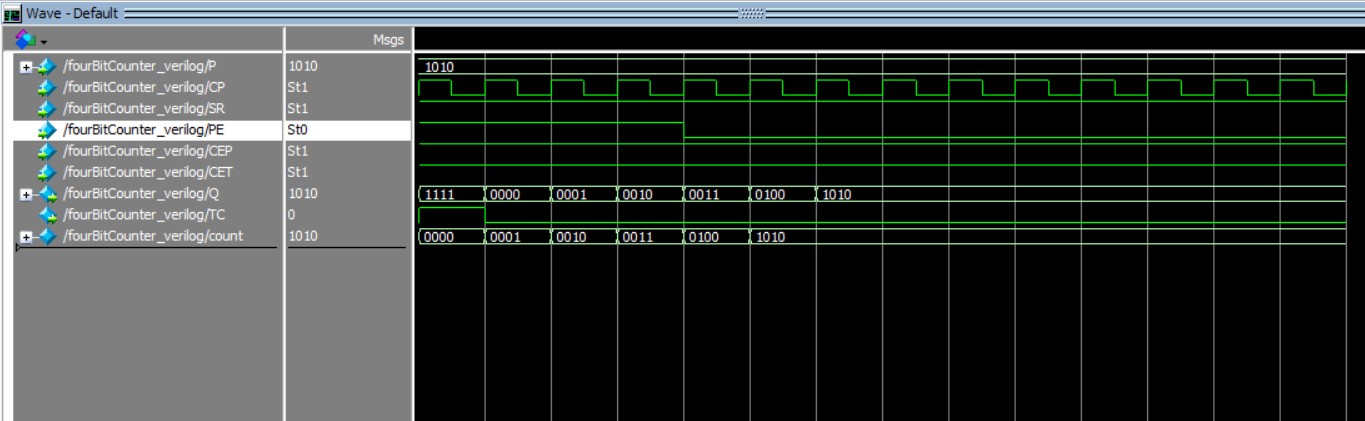 Wave - Default
Msgs
/fourBitCounter_verilog/P 1010 1010
/fourBitCounter_verilog/CP St1
/fourBitCounter_verilog/SR St1
/fourBitCounter_verilog/PE St0
/fourBitCounter_verilog/CEP St1
/fourBitCounter_verilog/CET St1
/fourBitCounter_verilog/Q 1010 1111 0000 0001 0010 0011 0100 1010
/fourBitCounter_verilog/TC 0
/fourBitCounter_verilog/count 1010 0000 0001 0010 0011 0100 1010